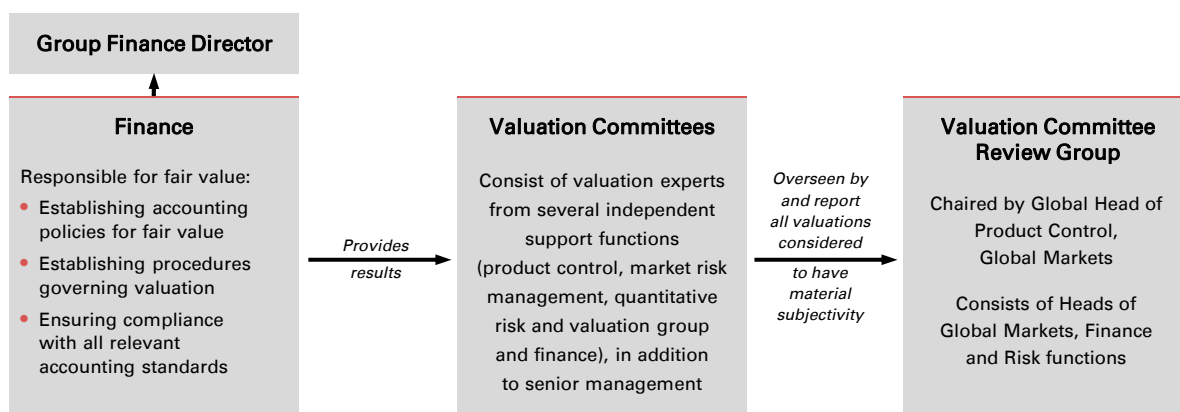 Group Finance Director
Finance
Responsible for fair value:
• Establishing accounting
policies for fair value
• Establishing procedures
governing valuation
• Ensuring compliance
with all relevant
accounting standards
Provides
results
Valuation Committees
Consist of valuation experts
from several independent
support functions
(product control, market risk
management, quantitative
risk and valuation group
and finance), in addition
to senior management
Overseen by
and report
all valuations
considered
to have
material
subjectivity
Valuation Committee
Review Group
Chaired by Global Head of
Product Control,
Global Markets
Consists of Heads of
Global Markets, Finance
and Risk functions